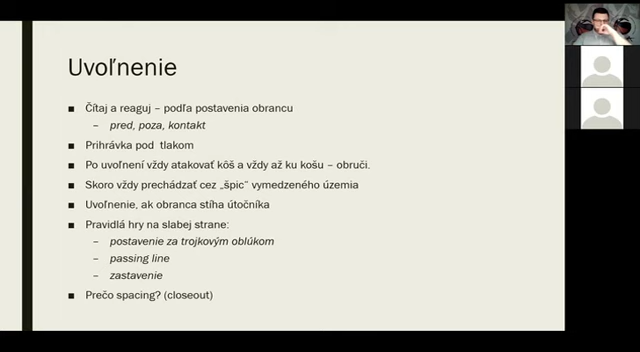 Uvoľnenie
Čítaj a reaguj – podľa postavenia obrancu
– pred, poza, kontakt
Prihrávka pod tlakom
Po uvoľnení vždy atakovať kôš a vždy až ku košu – obruči.
Skoro vždy prechádzať cez „špic“ vymedzeného územia
Uvoľnenie, ak obranca stíha útočníka
Pravidlá hry na slabej strane:
– postavenie za trojkovým oblúkom
– passing line
– zastavenie
Prečo spacing? (closeout)